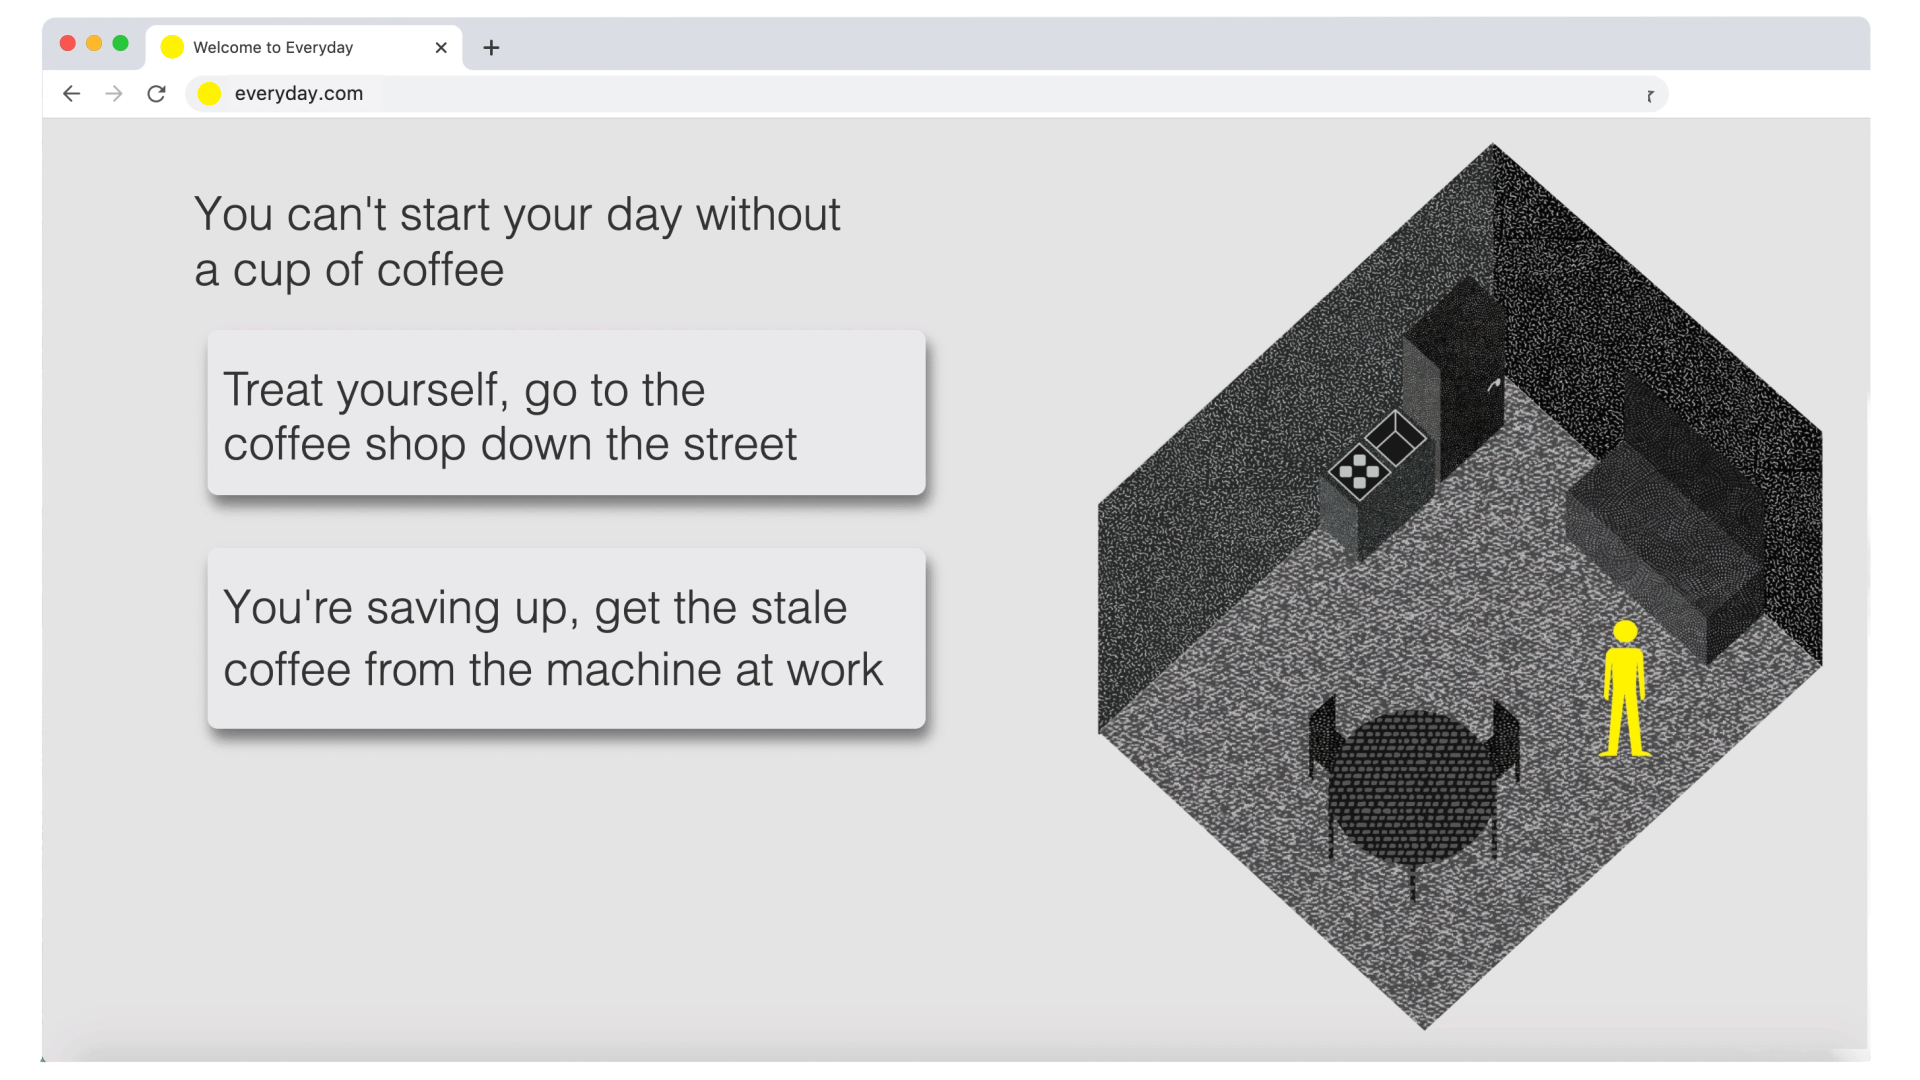 Welcome to Everyday
everyday.com
You can't start your day without
a cup of coffee
Treat yourself, go to the
coffee shop down the street
You're saving up, get the stale
coffee from the machine at work